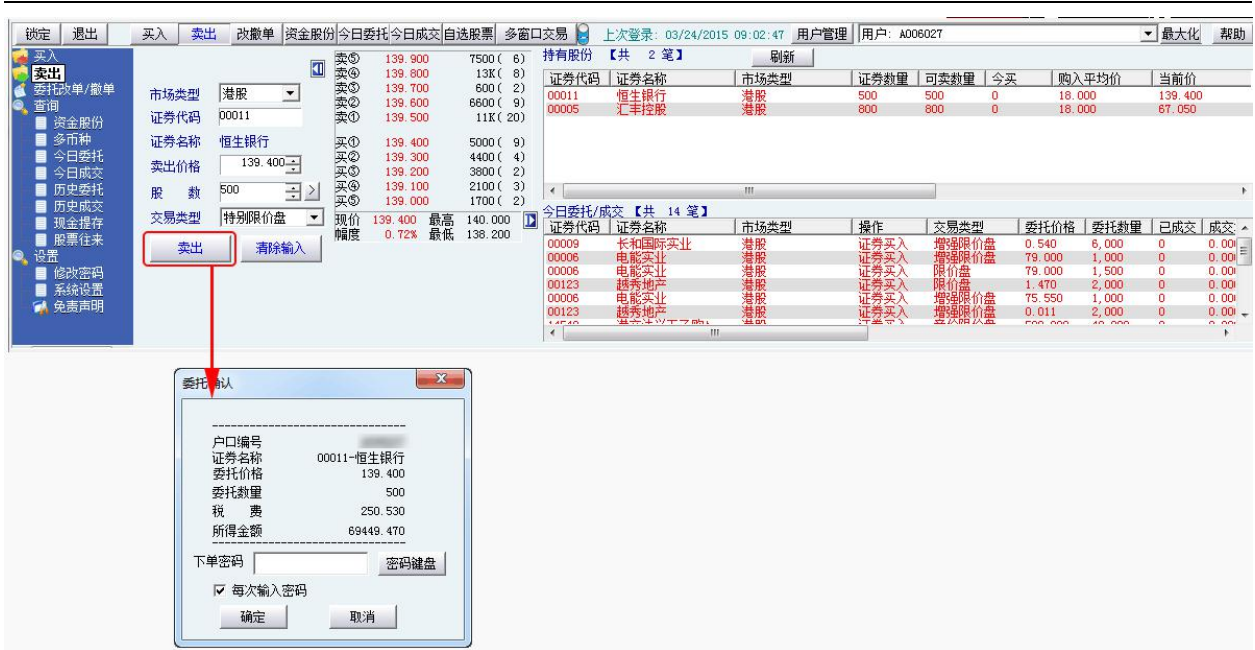 锁定 退出 买入 卖出 改撤单 资金股份 今日委托 今日成交 自选股票 多窗口交易 上次登录: 03/24/2015 09:02:47 用户管理 用户: A006027 最大化 帮助
买入
卖出
委托改单/撤单
查询
资金股份
多币种
今日委托
今日成交
历史委托
历史成交
现金提存
股票往来
设置
修改密码
系统设置
免责声明
市场类型 港股
证券代码 00011
证券名称 恒生银行
卖出价格 139.400
股 数 500 >
交易类型 特别限价盘
卖出 清除输入
卖⑤ 139.900 7500( 6)
卖④ 139.800 13K( 8)
卖③ 139.700 600( 2)
卖② 139.600 6600( 9)
卖① 139.500 11K( 20)
买① 139.400 5000( 9)
买② 139.300 4400( 4)
买③ 139.200 3800( 2)
买④ 139.100 2100( 3)
买⑤ 139.000 1700( 2)
现价 139.400 最高 140.000
幅度 0.72% 最低 138.200
持有股份 【共 2 笔】 刷新
证券代码 证券名称 市场类型 证券数量 可卖数量 今买 购入平均价 当前价
00011 恒生银行 港股 500 500 0 18.000 139.400
00005 汇丰控股 港股 800 800 0 18.000 67.050
今日委托/成交 【共 14 笔】
证券代码 证券名称 市场类型 操作 交易类型 委托价格 委托数量 已成交 成交
00009 长和国际实业 港股 证券买入 增强限价盘 0.540 6,000 0 0.00
00006 电能实业 港股 证券买入 增强限价盘 79.000 1,000 0 0.00
00006 电能实业 港股 证券买入 限价盘 79.000 1,500 0 0.00
00123 越秀地产 港股 证券买入 限价盘 1.470 2,000 0 0.00
00006 电能实业 港股 证券买入 增强限价盘 75.550 1,000 0 0.00
00123 越秀地产 港股 证券买入 增强限价盘 0.011 2,000 0 0.00
委托确认
户口编号
证券名称 00011-恒生银行
委托价格 139.400
委托数量 500
税 费 250.530
所得金额 69449.470
下单密码 密码键盘
每次输入密码
确定 取消